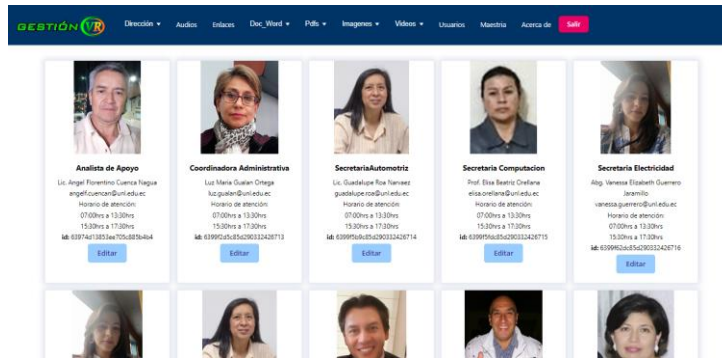 GESTIÓN VR
Dirección Audios Enlaces Doc_Word Pdfs Imagenes Videos Usuarios Maestria Acerca de Salir
Analista de Apoyo
Lic. Angel Florentino Cuenca Nagua
angelf.cuencan@unl.edu.ec
Horario de atención:
07:00hrs a 13:30hrs
15:30hrs a 17:30hrs
id: 63974d13853ee705c885b4b4
Editar
Coordinadora Administrativa
Luz Maria Gualan Ortega
luz.gualan@unl.edu.ec
Horario de atención:
07:00hrs a 13:30hrs
15:30hrs a 17:30hrs
id: 6399f2d5c85d290332426713
Editar
SecretariaAutomotriz
Lic. Guadalupe Roa Narvaez
guadalupe.roa@unl.edu.ec
Horario de atención:
07:00hrs a 13:30hrs
15:30hrs a 17:30hrs
id: 6399f5b9c85d290332426714
Editar
Secretaria Computacion
Prof. Elisa Beatriz Orellana
elisa.orellana@unl.edu.ec
Horario de atención:
07:00hrs a 13:30hrs
15:30hrs a 17:30hrs
id: 6399f5fdc85d290332426715
Editar
Secretaria Electricidad
Abg. Vanessa Elizabeth Guerrero
Jaramillo
vanessa.guerrero@unl.edu.ec
Horario de atención:
07:00hrs a 13:30hrs
15:30hrs a 17:30hrs
id: 6399f62dc85d290332426716
Editar